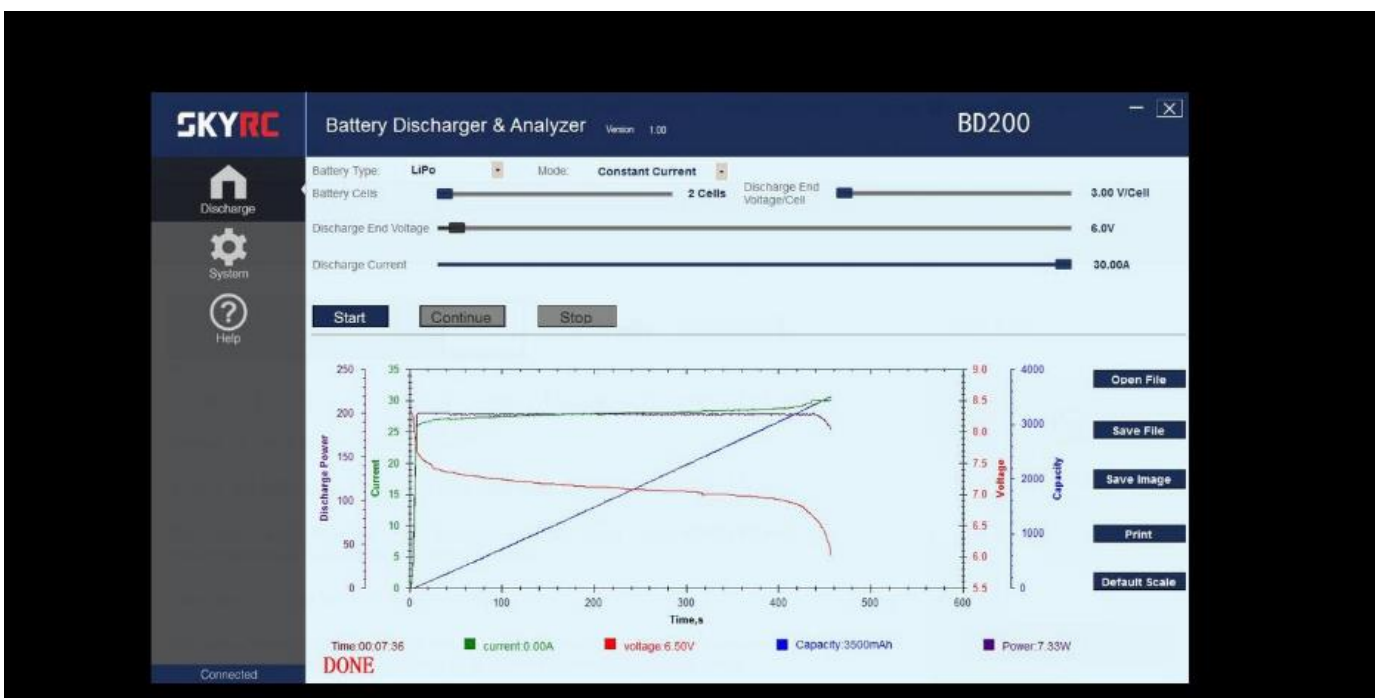 SKYRC
Battery Discharger & Analyzer Version 1.00
BD200
Discharge
System
Help
Connected
Battery Type: LiPo Mode: Constant Current
Battery Cells 2 Cells Discharge End Voltage/Cell 3.00 V/Cell
Discharge End Voltage 6.0V
Discharge Current 30.00A
Start Continue Stop
250 35 9.0 4000
30 8.5
200 3000
25 8.0
150 20 7.5 2000
100 15 7.0
10 6.5 1000
50
5 6.0
0 0 5.5 0
Discharge Power
Current
Voltage
Capacity
0 100 200 300 400 500 600
Time,s
Open File
Save File
Save Image
Print
Default Scale
Time:00:07:36 current:0.00A voltage:6.50V Capacity:3500mAh Power:7.33W
DONE